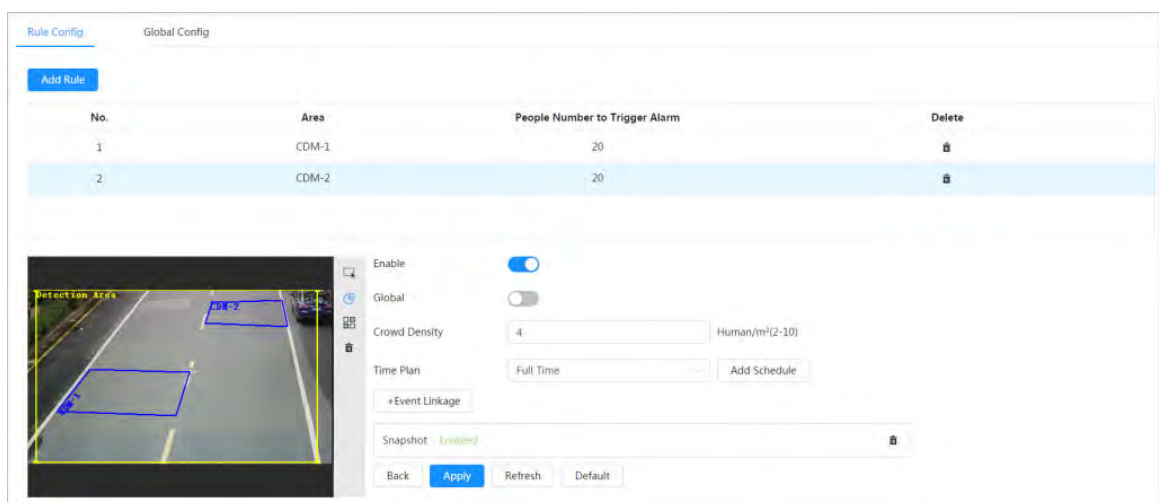 Rule Config Global Config
Add Rule
No. Area People Number to Trigger Alarm Delete
1 CDM-1 20
2 CDM-2 20
Detection Area
CDM-2
CDM-1
Enable
Global
Crowd Density 4 Human/m²(2-10)
Time Plan Full Time Add Schedule
+Event Linkage
Snapshot Enabled
Back Apply Refresh Default